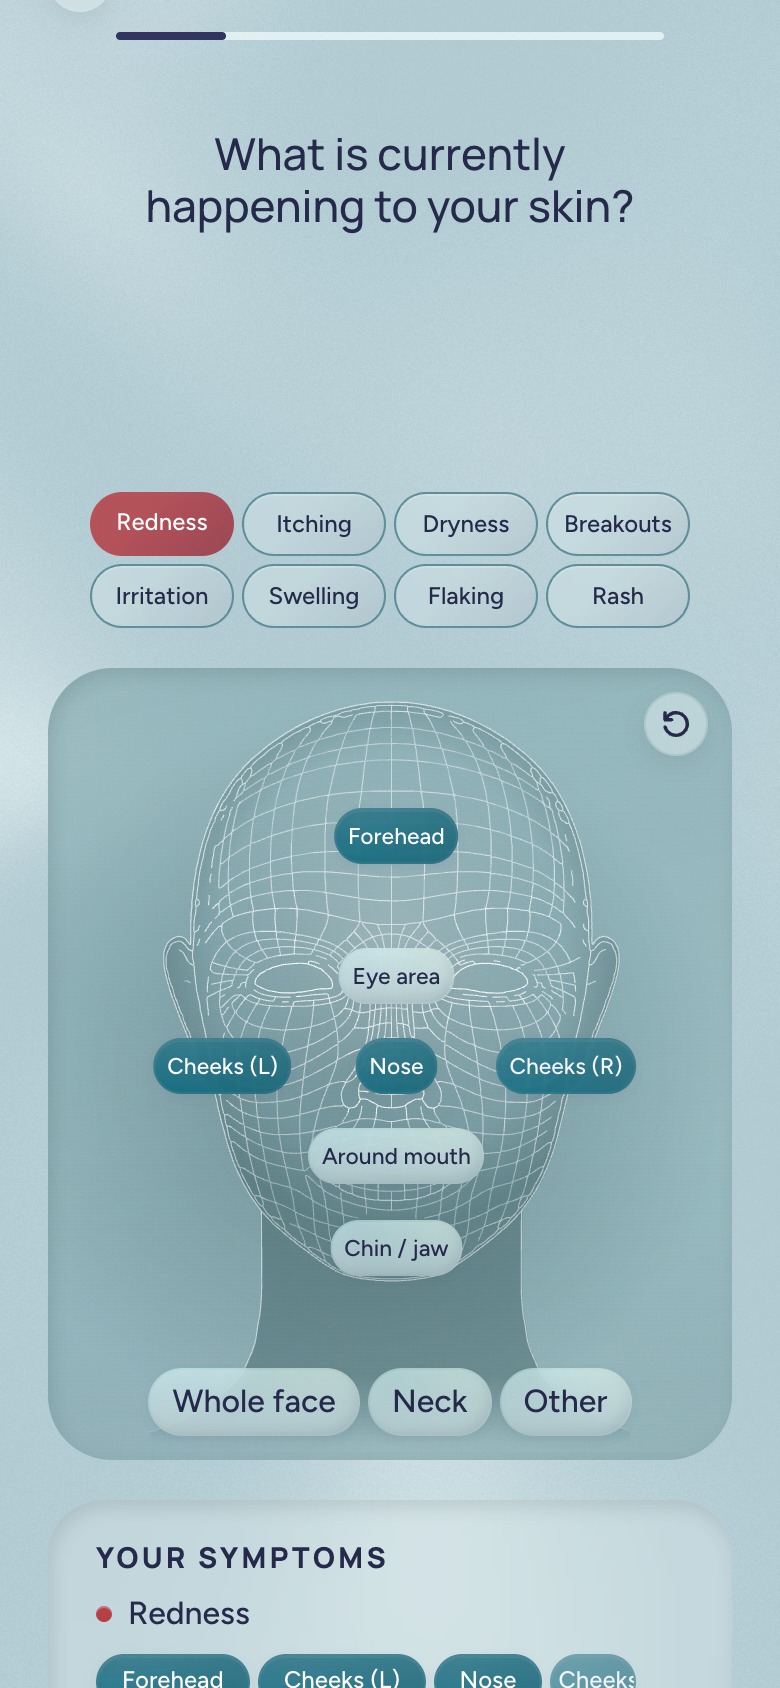 What is currently
happening to your skin?
Redness Itching Dryness Breakouts
Irritation Swelling Flaking Rash
Forehead
Eye area
Cheeks (L) Nose Cheeks (R)
Around mouth
Chin / jaw
Whole face Neck Other
YOUR SYMPTOMS
Redness
Forehead Cheeks (L) Nose Cheeks